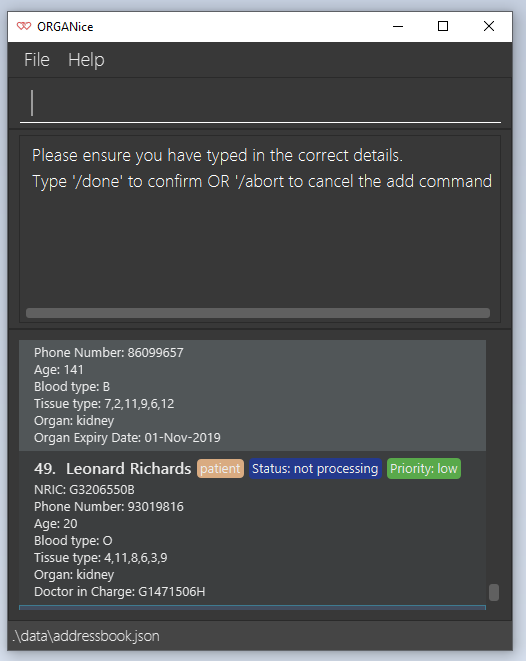 ORGANice
File Help
Please ensure you have typed in the correct details.
Type '/done' to confirm OR '/abort to cancel the add command
Phone Number: 86099657
Age: 141
Blood type: B
Tissue type: 7,2,11,9,6,12
Organ: kidney
Organ Expiry Date: 01-Nov-2019
49. Leonard Richards patient Status: not processing Priority: low
NRIC: G3206550B
Phone Number: 93019816
Age: 20
Blood type: O
Tissue type: 4,11,8,6,3,9
Organ: kidney
Doctor in Charge: G1471506H
.\data\addressbook.json